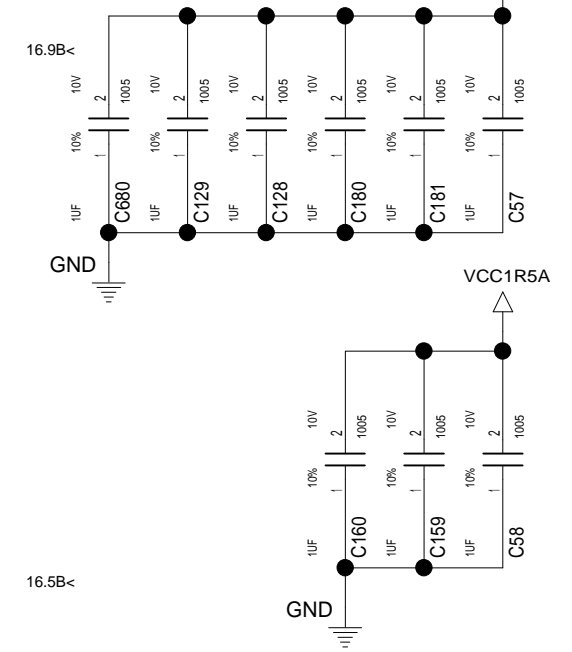 16.9B<
10V 2 1005
10% 1
1UF C680
10V 2 1005
10% 1
1UF C129
10V 2 1005
10% 1
1UF C128
10V 2 1005
10% 1
1UF C180
10V 2 1005
10% 1
1UF C181
10V 2 1005
10% 1
1UF C57
GND
VCC1R5A
10V 2 1005
10% 1
1UF C160
10V 2 1005
10% 1
1UF C159
10V 2 1005
10% 1
1UF C58
16.5B<
GND